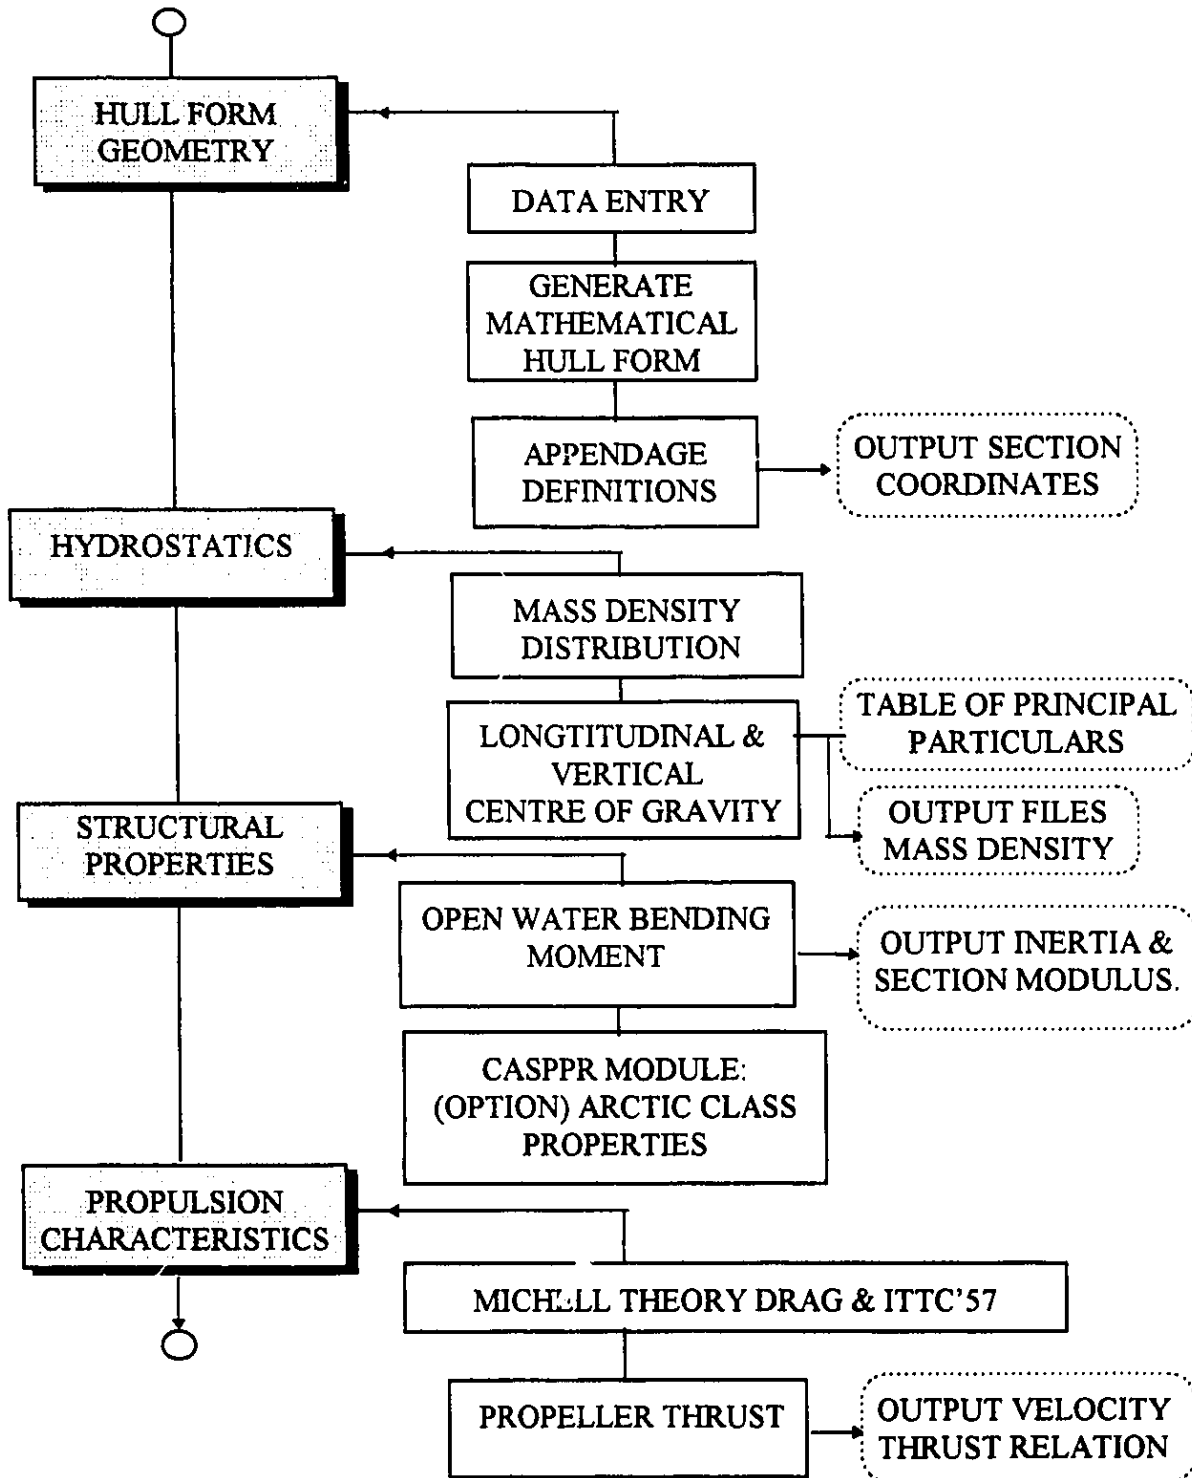 HULL FORM
GEOMETRY
DATA ENTRY
GENERATE
MATHEMATICAL
HULL FORM
APPENDAGE
DEFINITIONS
OUTPUT SECTION
COORDINATES
HYDROSTATICS
MASS DENSITY
DISTRIBUTION
LONGTITUDINAL &
VERTICAL
CENTRE OF GRAVITY
TABLE OF PRINCIPAL
PARTICULARS
OUTPUT FILES
MASS DENSITY
STRUCTURAL
PROPERTIES
OPEN WATER BENDING
MOMENT
OUTPUT INERTIA &
SECTION MODULUS.
CASPPR MODULE:
(OPTION) ARCTIC CLASS
PROPERTIES
PROPULSION
CHARACTERISTICS
MICHELL THEORY DRAG & ITTC'57
PROPELLER THRUST
OUTPUT VELOCITY
THRUST RELATION